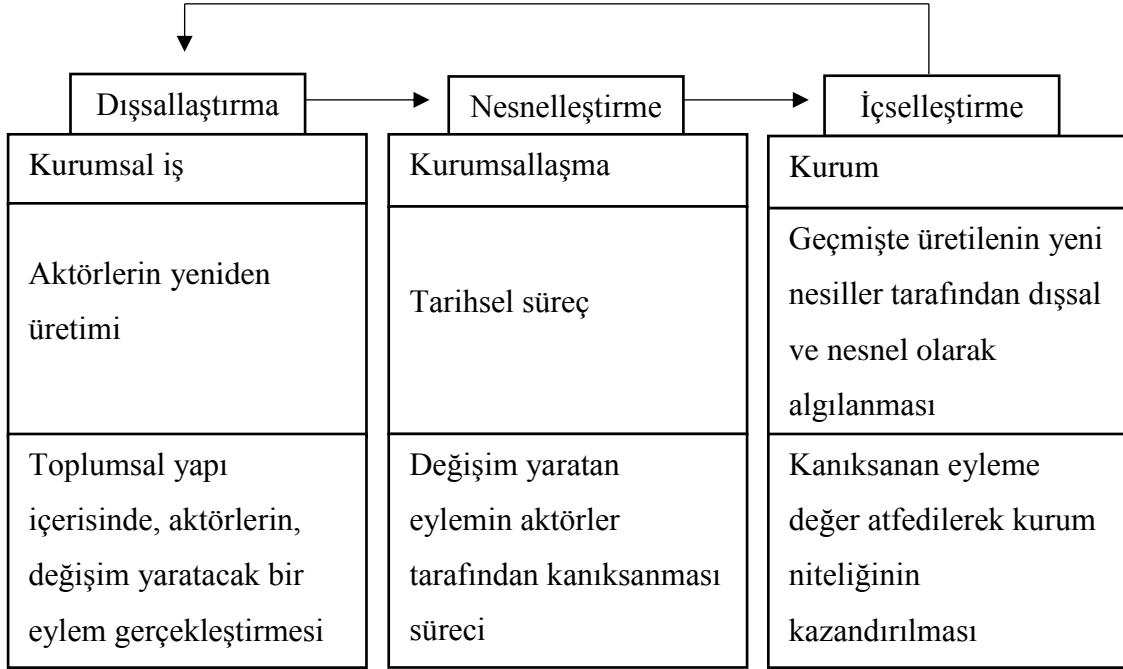 Dışsallaştırma
Kurumsal iş
Aktörlerin yeniden
üretimi
Toplumsal yapı
içerisinde, aktörlerin,
değişim yaratacak bir
eylem gerçekleştirmesi
Nesnelleştirme
Kurumsallaşma
Tarihsel süreç
Değişim yaratan
eylemin aktörler
tarafından kanıksanması
süreci
İçselleştirme
Kurum
Geçmişte üretilenin yeni
nesiller tarafından dışsal
ve nesnel olarak
algılanması
Kanıksanan eyleme
değer atfedilerek kurum
niteliğinin
kazandırılması